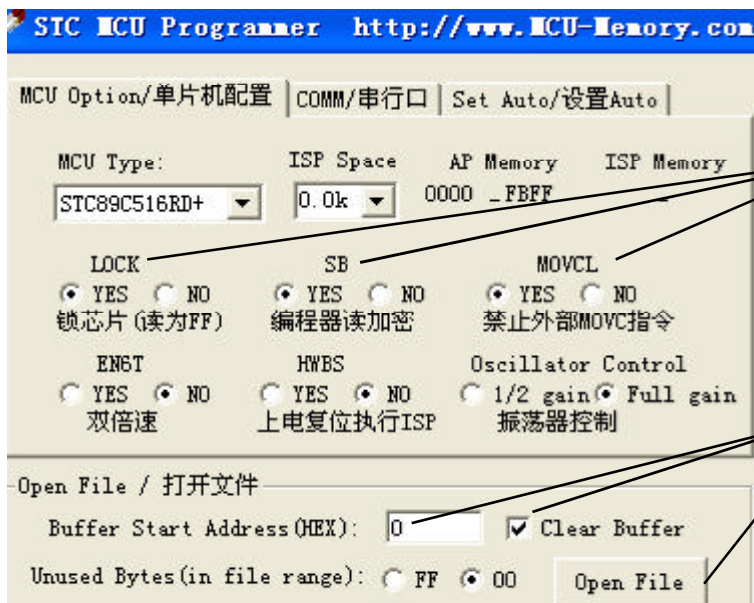 STC MCU Programmer http://www.MCU-Memory.com
MCU Option/单片机配置 COMM/串行口 Set Auto/设置Auto
MCU Type: ISP Space AP Memory ISP Memory
STC89C516RD+ 0.0k 0000 _FBFF _
LOCK SB MOVCL
YES NO YES NO YES NO
锁芯片(读为FF) 编程器读加密 禁止外部MOVC指令
EN6T HWBS Oscillator Control
YES NO YES NO 1/2 gain Full gain
双倍速 上电复位执行ISP 振荡器控制
Open File / 打开文件
Buffer Start Address(HEX): 0 Clear Buffer
Unused Bytes(in file range): FF 00 Open File